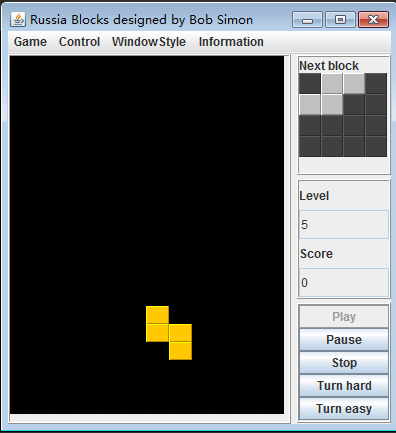 Russia Blocks designed by Bob Simon
Game Control WindowStyle Information
Next block
Level
5
Score
0
Play
Pause
Stop
Turn hard
Turn easy